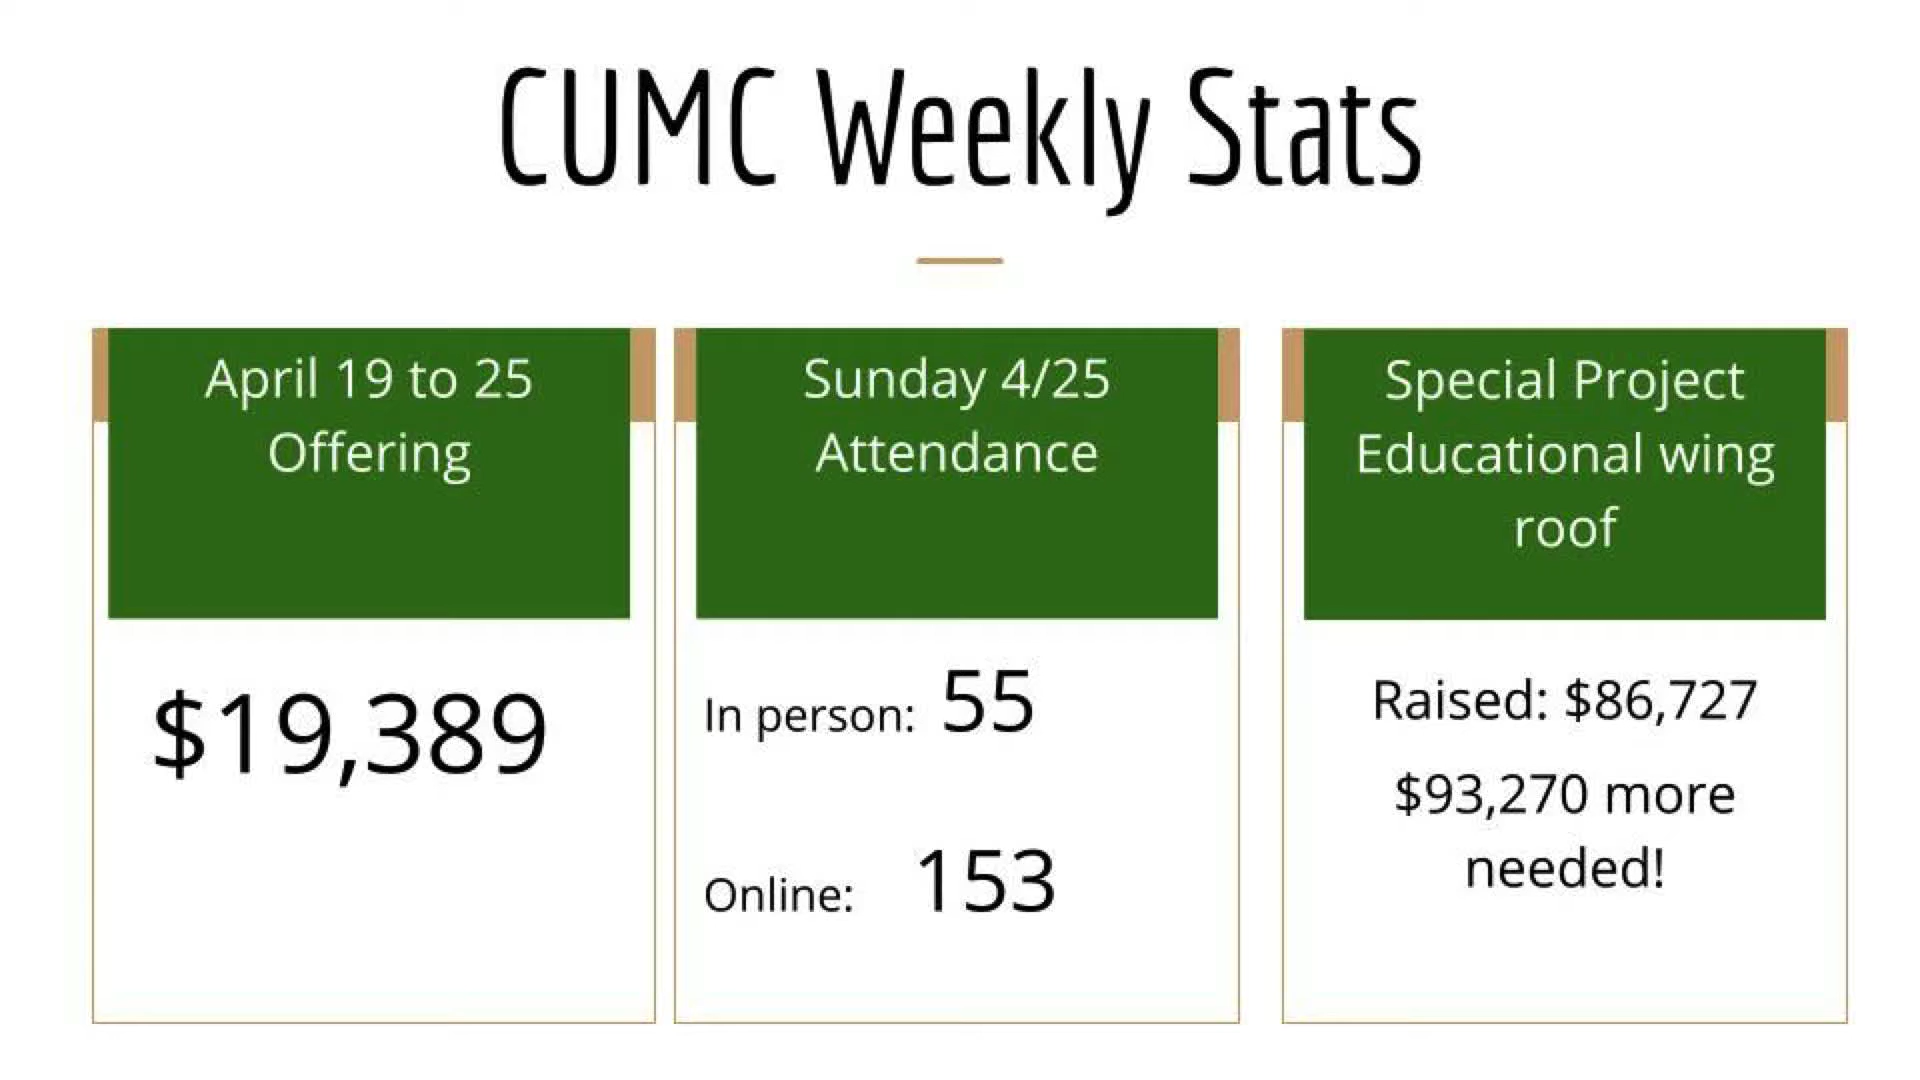 CUMC Weekly Stats
April 19 to 25
Offering
$19,389
Sunday 4/25
Attendance
In person: 55
Online: 153
Special Project
Educational wing
roof
Raised: $86,727
$93,270 more
needed!